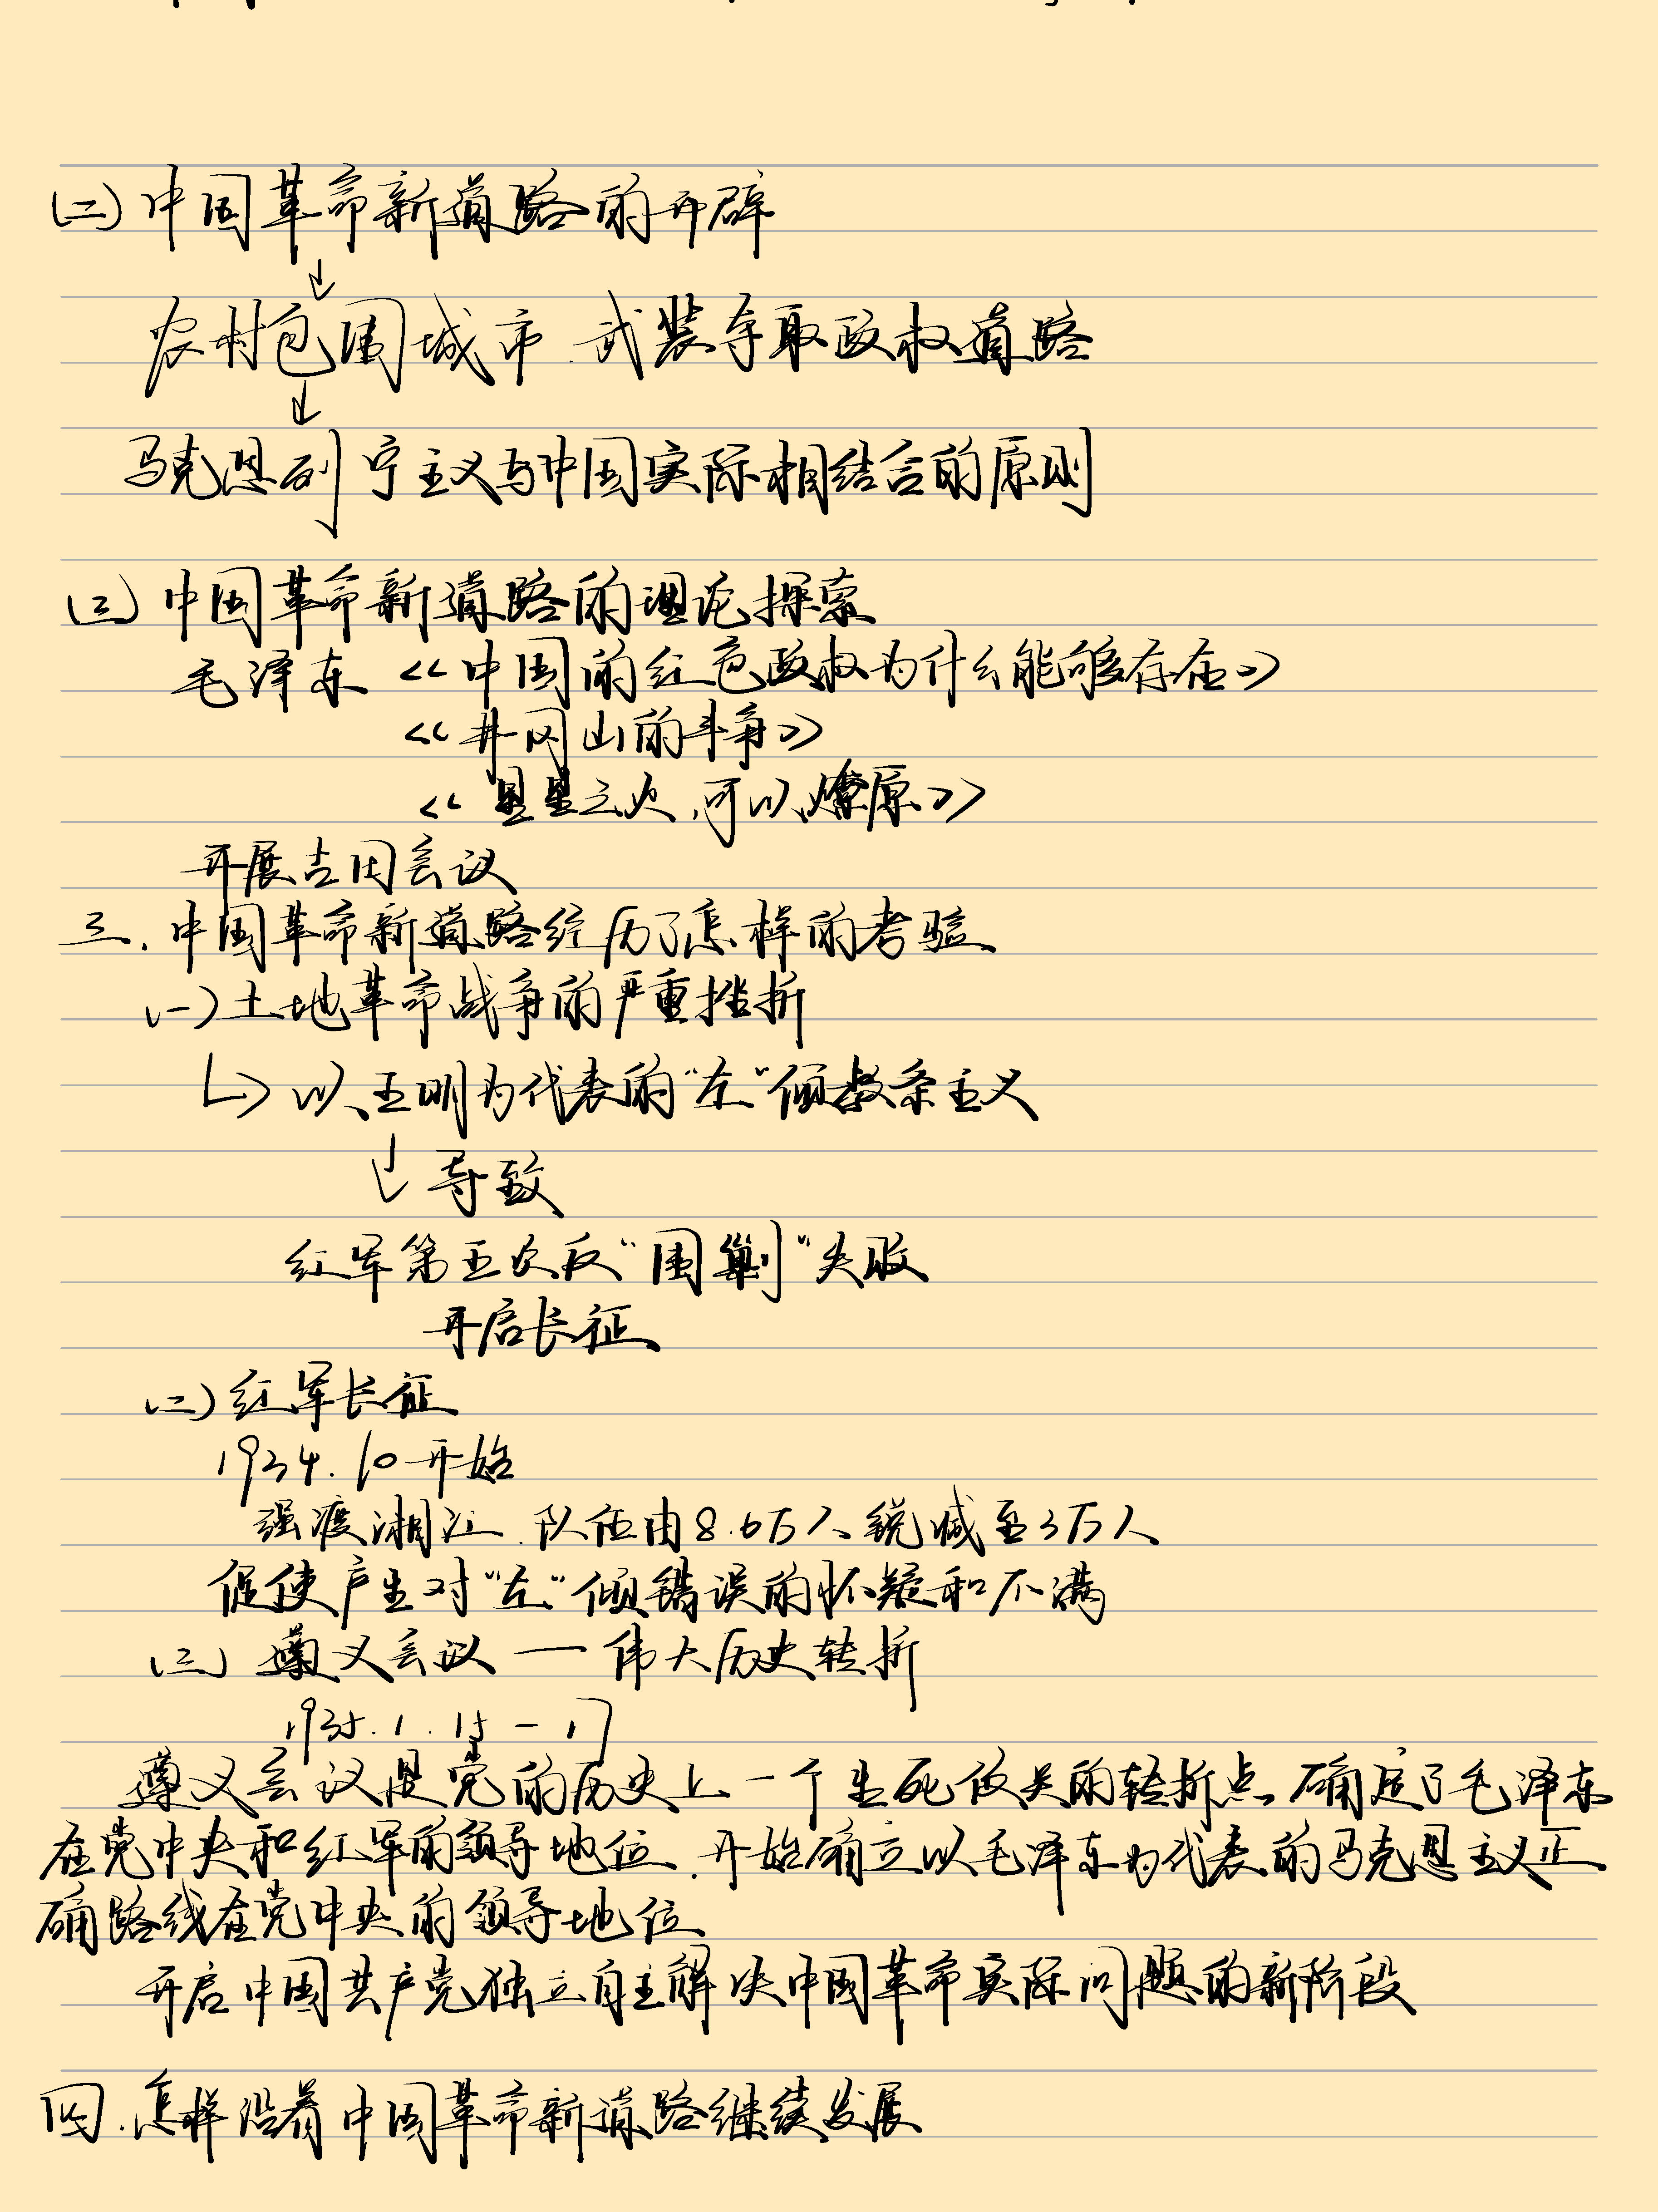 (二)中国革命新道路的开辟
↓
农村包围城市.武装夺取政权道路
↓
马克思列宁主义与中国实际相结合的原则
(三)中国革命新道路的理论探索
毛泽东《中国的红色政权为什么能够存在》
《井冈山的斗争》
《星星之火,可以燎原》
开展古田会议
三.中国革命新道路经历了怎样的考验
(一)土地革命战争的严重挫折
↳以王明为代表的"左"倾教条主义
↓导致
红军第五次反"围剿"失败
开启长征
(二)红军长征
1934.10开始
强渡湘江.队伍由8.6万人锐减至3万人
促使产生对"左"倾错误的怀疑和不满
(三)遵义会议—伟大历史转折
1935.1.15-17
遵义会议是党的历史上一个生死攸关的转折点.确定了毛泽东
在党中央和红军的领导地位.开始确立以毛泽东为代表的马克思主义正
确路线在党中央的领导地位
开启中国共产党独立自主解决中国革命实际问题的新阶段
四.怎样沿着中国革命新道路继续发展